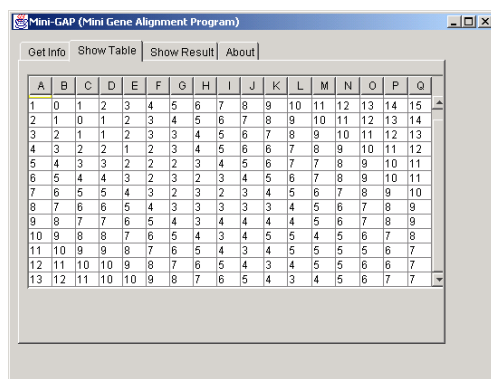 Mini-GAP (Mini Gene Alignment Program)
Get Info Show Table Show Result About
A B C D E F G H I J K L M N O P Q
1 0 1 2 3 4 5 6 7 8 9 10 11 12 13 14 15
2 1 0 1 2 3 4 5 6 7 8 9 10 11 12 13 14
3 2 1 1 2 3 3 4 5 6 7 8 9 10 11 12 13
4 3 2 2 1 2 3 4 5 6 6 7 8 9 10 11 12
5 4 3 3 2 2 2 3 4 5 6 7 7 8 9 10 11
6 5 4 4 3 2 3 2 3 4 5 6 7 8 9 10 11
7 6 5 5 4 3 2 3 2 3 4 5 6 7 8 9 10
8 7 6 6 5 4 3 3 3 3 3 4 5 6 7 8 9
9 8 7 7 6 5 4 3 4 4 4 4 5 6 7 8 9
10 9 8 8 7 6 5 4 3 4 5 5 4 5 6 7 8
11 10 9 9 8 7 6 5 4 3 4 5 5 5 5 6 7
12 11 10 10 9 8 7 6 5 4 3 4 5 5 6 6 7
13 12 11 10 10 9 8 7 6 5 4 3 4 5 6 7 7